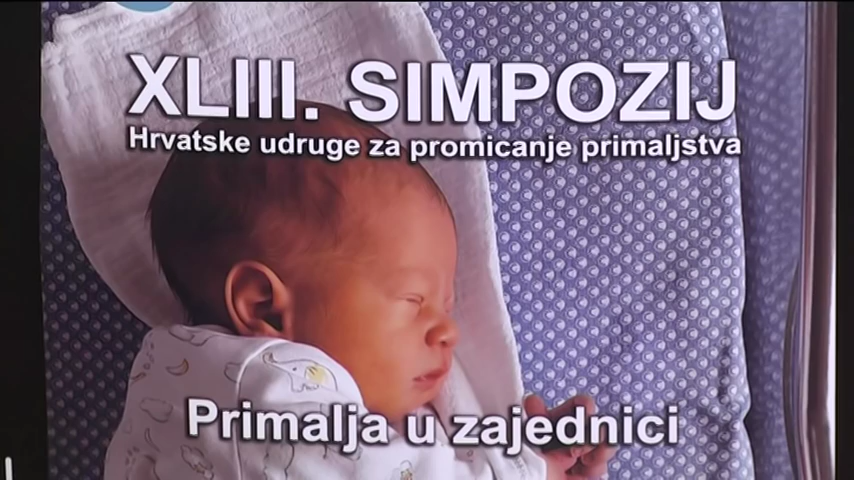 XLIII. SIMPOZIJ
Hrvatske udruge za promicanje primaljstva
Primalja u zajednici